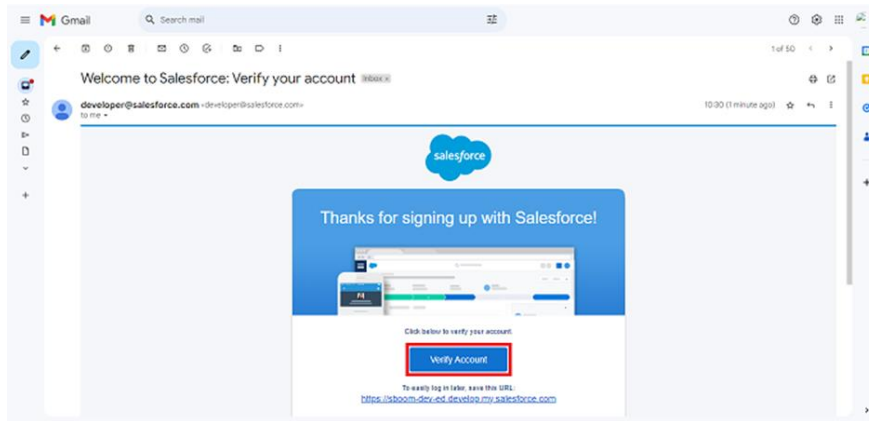 Gmail
Search mail
1 of 50
Welcome to Salesforce: Verify your account Inbox x
developer@salesforce.com <developer@salesforce.com>
10:30 (1 minute ago)
to me
salesforce
Thanks for signing up with Salesforce!
Click below to verify your account.
Verify Account
To easily log in later, save this URL:
https://sboom-dev-ed.develop.my.salesforce.com